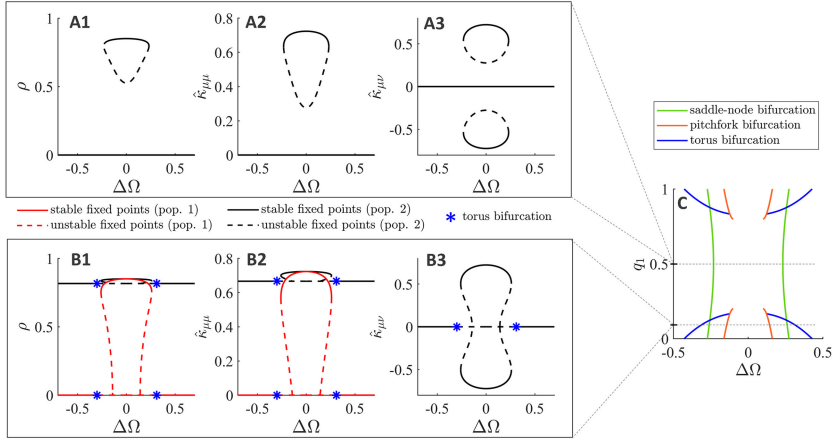 A1
A2
A3
1
0.5
0
ρ
-0.5 0 0.5
ΔΩ
0.8
0.6
0.4
0.2
0
κ̂μμ
-0.5 0 0.5
ΔΩ
0.5
0
-0.5
κ̂μν
-0.5 0 0.5
ΔΩ
stable fixed points (pop. 1)
unstable fixed points (pop. 1)
stable fixed points (pop. 2)
unstable fixed points (pop. 2)
torus bifurcation
B1
B2
B3
1
0.5
0
ρ
-0.5 0 0.5
ΔΩ
0.8
0.6
0.4
0.2
0
κ̂μμ
-0.5 0 0.5
ΔΩ
0.5
0
-0.5
κ̂μν
-0.5 0 0.5
ΔΩ
saddle-node bifurcation
pitchfork bifurcation
torus bifurcation
C
1
0.5
0
q1
-0.5 0 0.5
ΔΩ